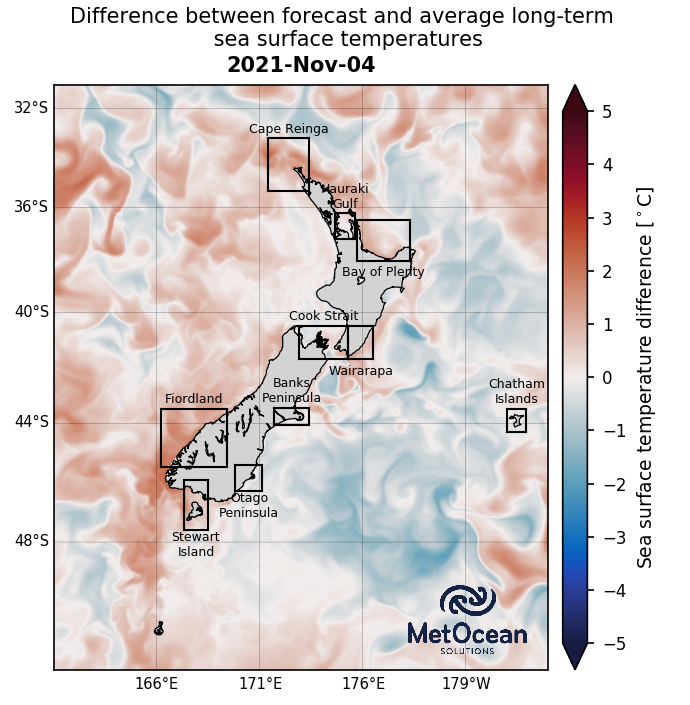 Difference between forecast and average long-term
sea surface temperatures
2021-Nov-04
32°S
36°S
40°S
44°S
48°S
166°E
171°E
176°E
179°W
Cape Reinga
Hauraki
Gulf
Bay of Plenty
Cook Strait
Wairarapa
Banks
Peninsula
Fiordland
Chatham
Islands
Otago
Peninsula
Stewart
Island
MetOcean
SOLUTIONS
5
4
3
2
1
0
−1
−2
−3
−4
−5
Sea surface temperature difference [°C]